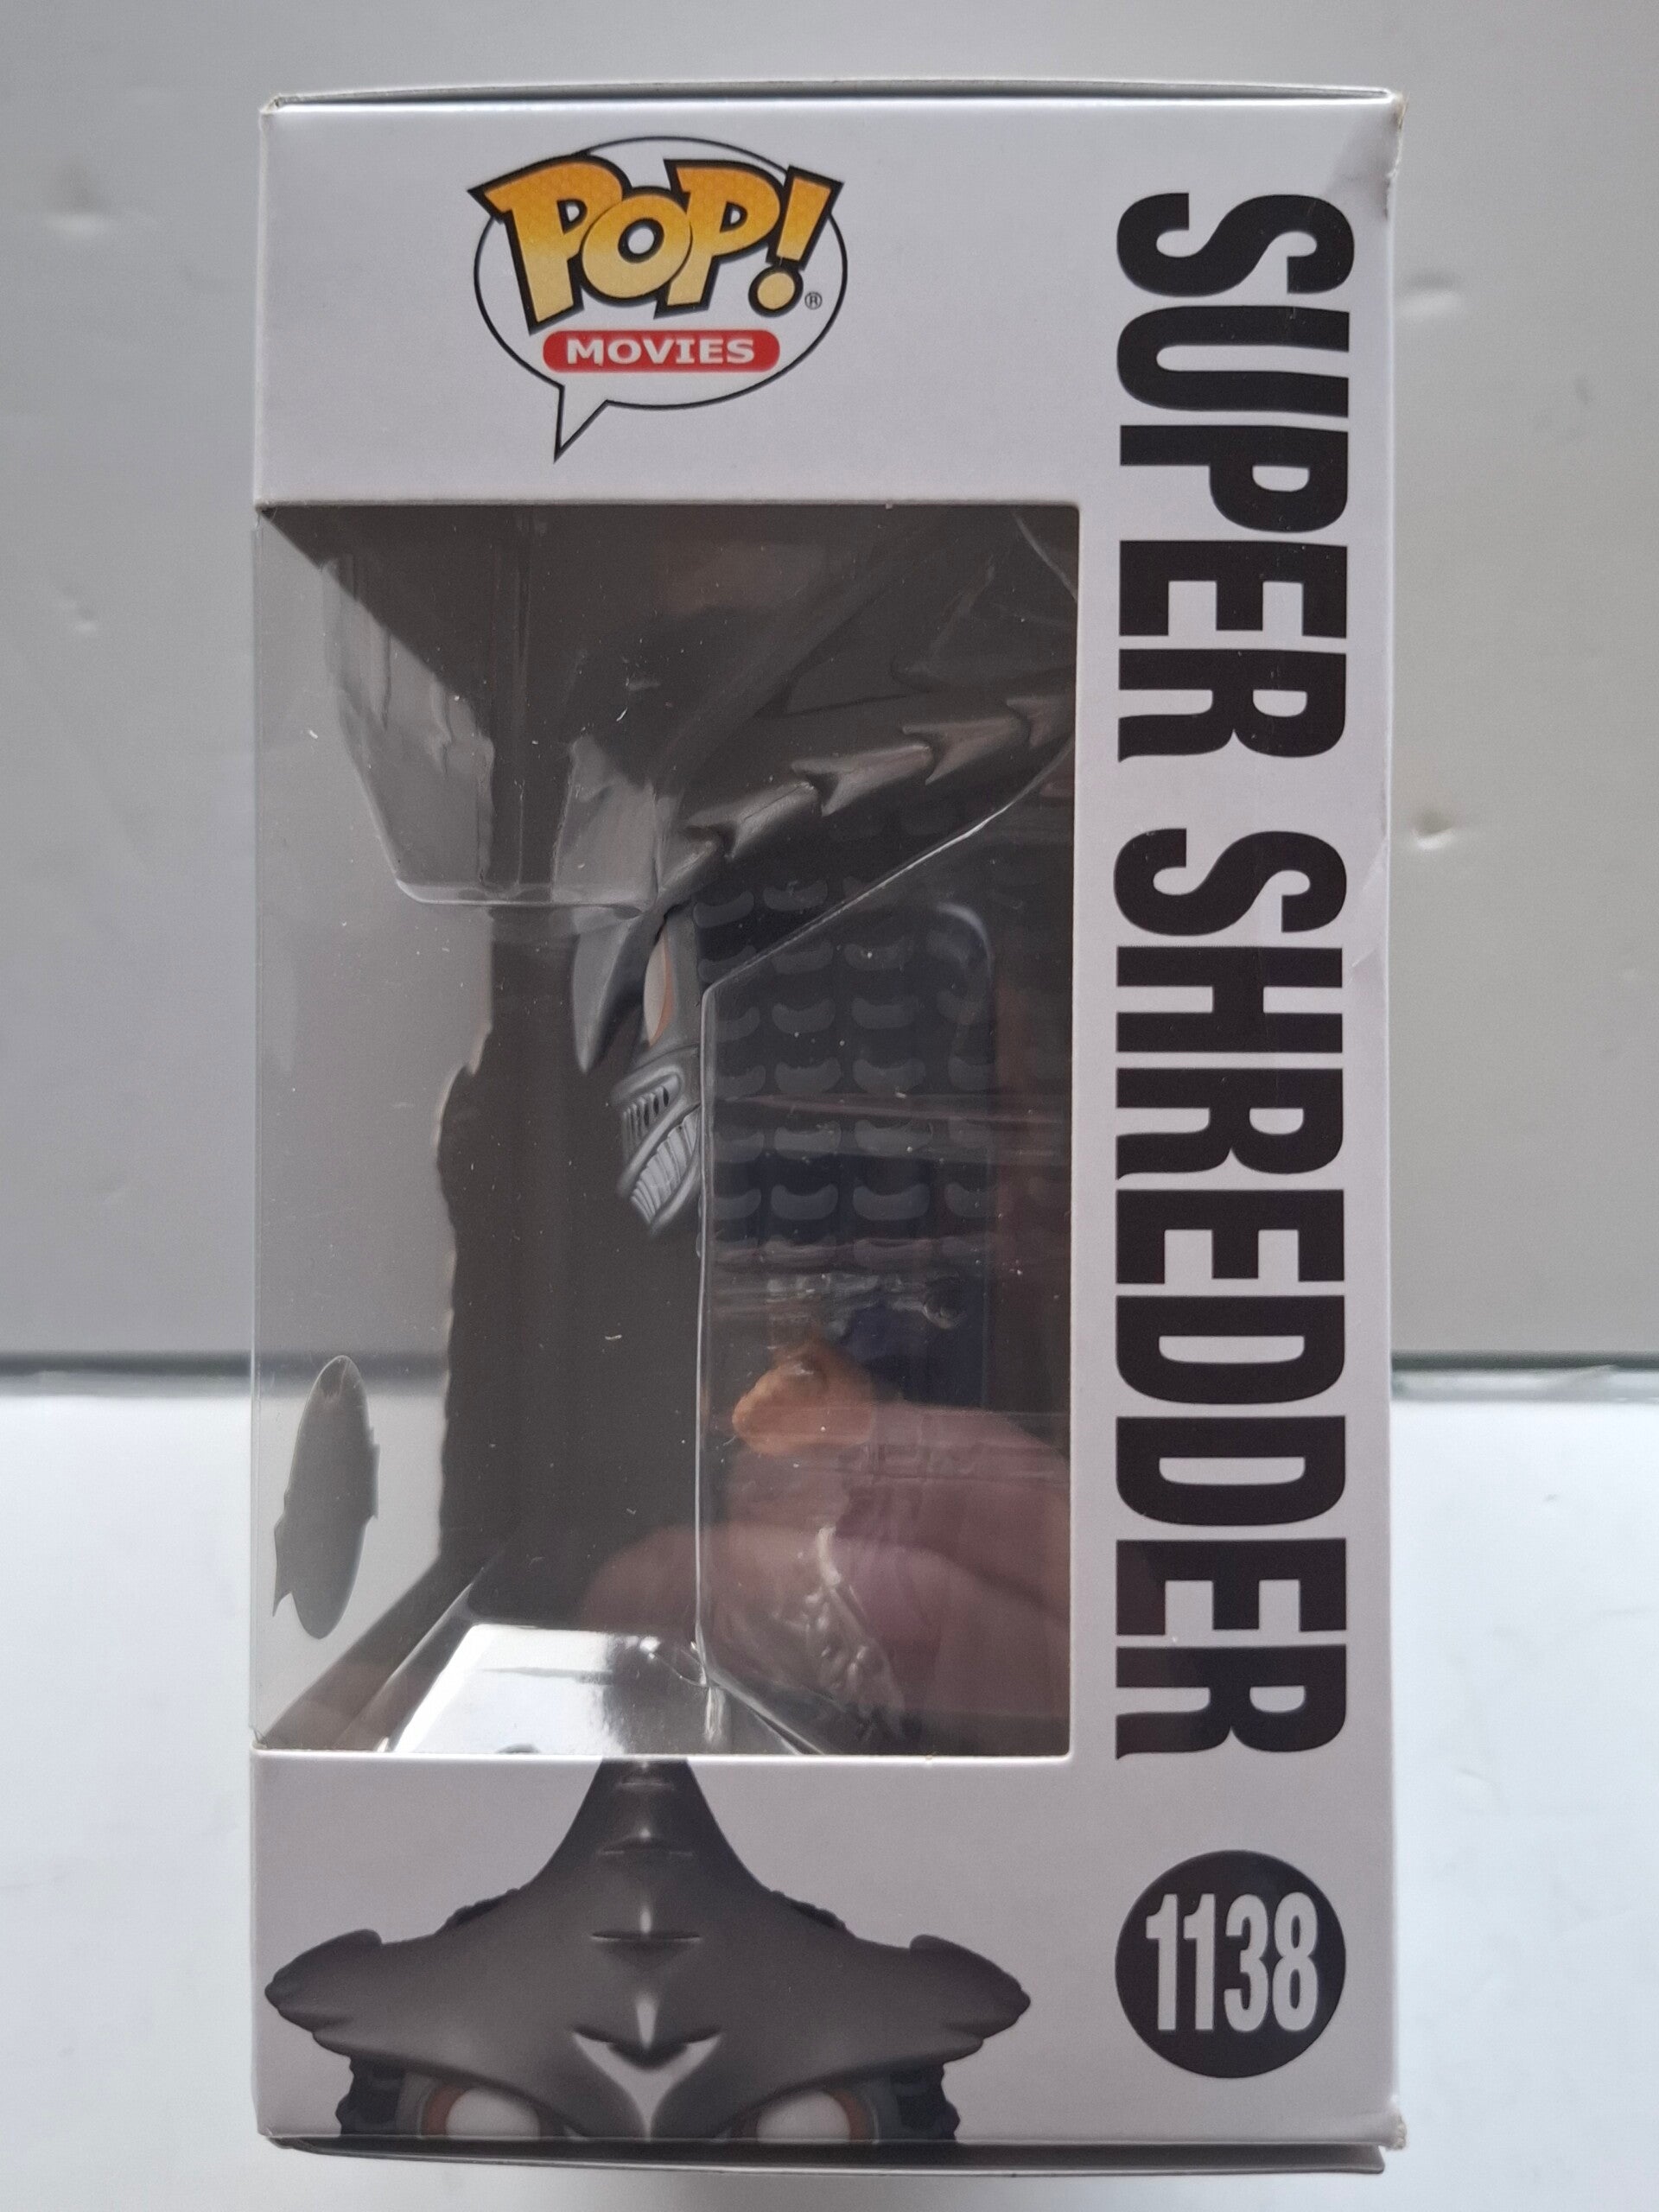 POP! ®
MOVIES
SUPER SHREDDER
1138